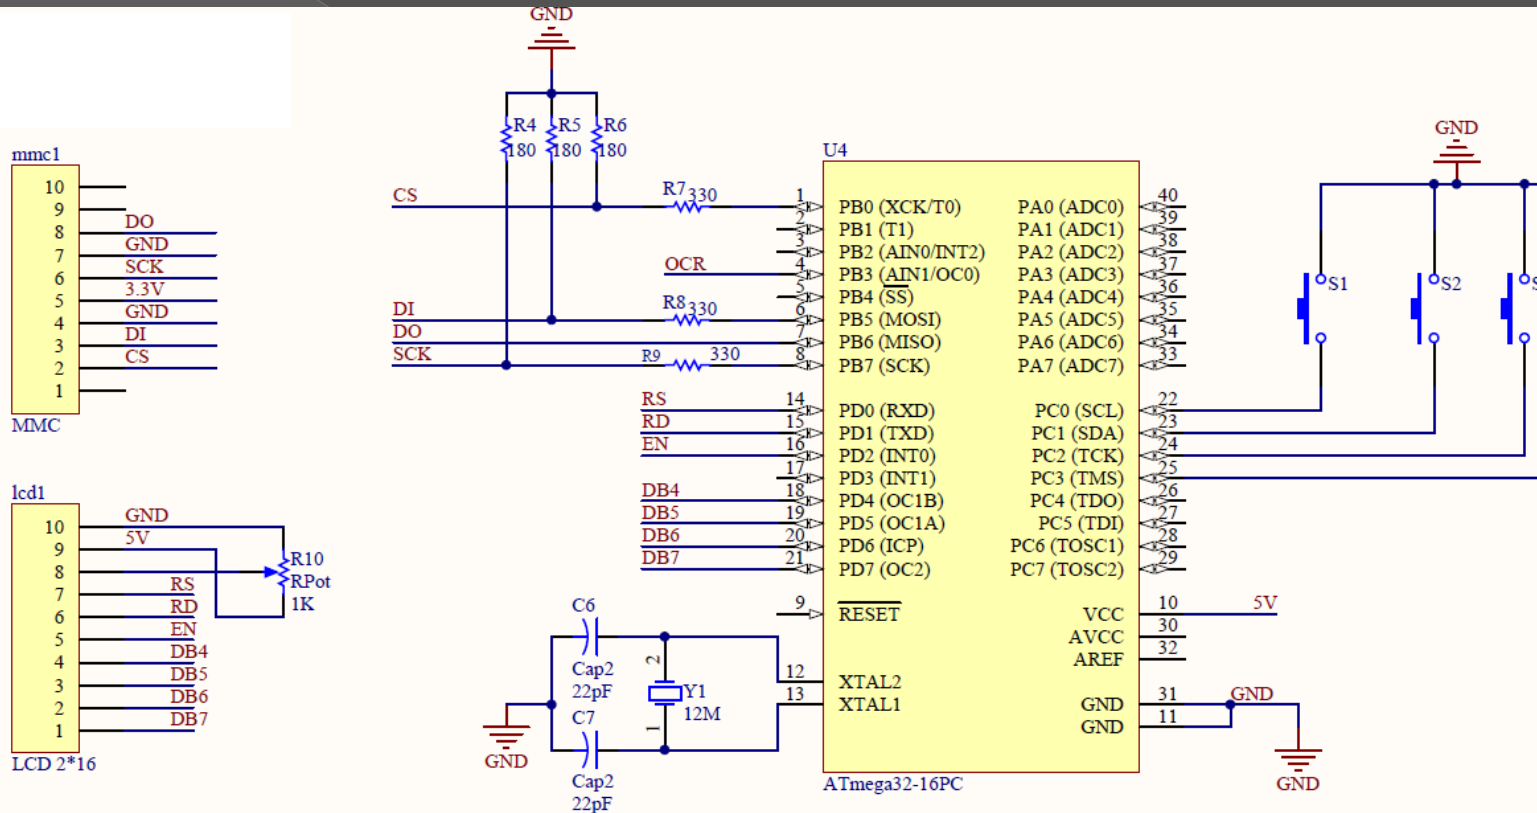 GND
R4
180
R5
180
R6
180
mmc1
10
9
8 DO
7 GND
6 SCK
5 3.3V
4 GND
3 DI
2 CS
1
MMC
CS
R7 330
OCR
DI
R8 330
DO
SCK
R9 330
RS
RD
EN
DB4
DB5
DB6
DB7
U4
1 PB0 (XCK/T0)
2 PB1 (T1)
3 PB2 (AIN0/INT2)
4 PB3 (AIN1/OC0)
5 PB4 (SS)
6 PB5 (MOSI)
7 PB6 (MISO)
8 PB7 (SCK)
14 PD0 (RXD)
15 PD1 (TXD)
16 PD2 (INT0)
17 PD3 (INT1)
18 PD4 (OC1B)
19 PD5 (OC1A)
20 PD6 (ICP)
21 PD7 (OC2)
9 RESET
12 XTAL2
13 XTAL1
PA0 (ADC0) 40
PA1 (ADC1) 39
PA2 (ADC2) 38
PA3 (ADC3) 37
PA4 (ADC4) 36
PA5 (ADC5) 35
PA6 (ADC6) 34
PA7 (ADC7) 33
PC0 (SCL) 22
PC1 (SDA) 23
PC2 (TCK) 24
PC3 (TMS) 25
PC4 (TDO) 26
PC5 (TDI) 27
PC6 (TOSC1) 28
PC7 (TOSC2) 29
VCC 10 5V
AVCC 30
AREF 32
GND 31 GND
GND 11
GND
ATmega32-16PC
GND
S1
S2
lcd1
10 GND
9 5V
8
7 RS
6 RD
5 EN
4 DB4
3 DB5
2 DB6
1 DB7
LCD 2*16
R10
RPot
1K
C6
Cap2
22pF
C7
Cap2
22pF
2
Y1
12M
1
GND